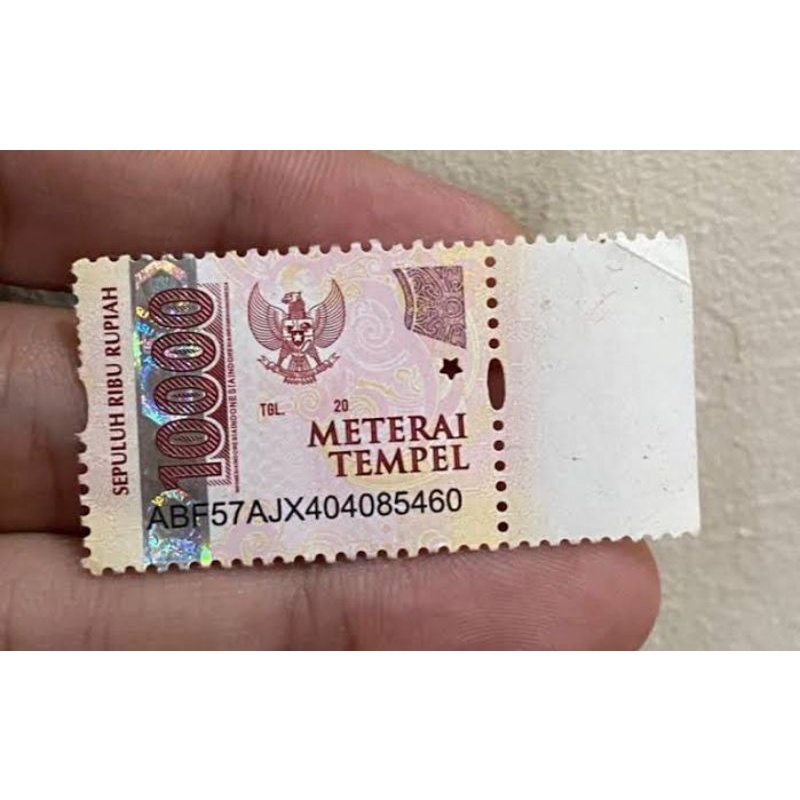 SEPULUH RIBU RUPIAH
10000
TGL. 20
METERAI
TEMPEL
ABF57AJX404085460